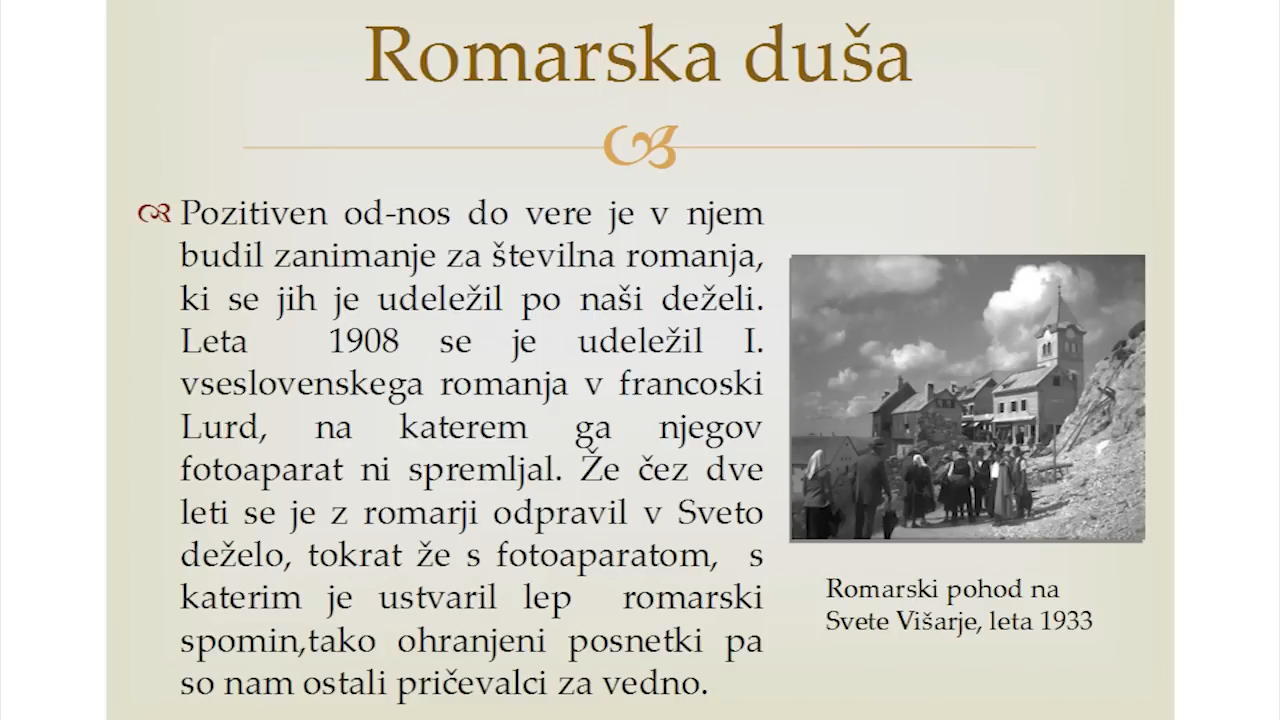 Romarska duša
Pozitiven od-nos do vere je v njem
budil zanimanje za številna romanja,
ki se jih je udeležil po naši deželi.
Leta 1908 se je udeležil I.
vseslovenskega romanja v francoski
Lurd, na katerem ga njegov
fotoaparat ni spremljal. Že čez dve
leti se je z romarji odpravil v Sveto
deželo, tokrat že s fotoaparatom, s
katerim je ustvaril lep romarski
spomin,tako ohranjeni posnetki pa
so nam ostali pričevalci za vedno.
Romarski pohod na
Svete Višarje, leta 1933